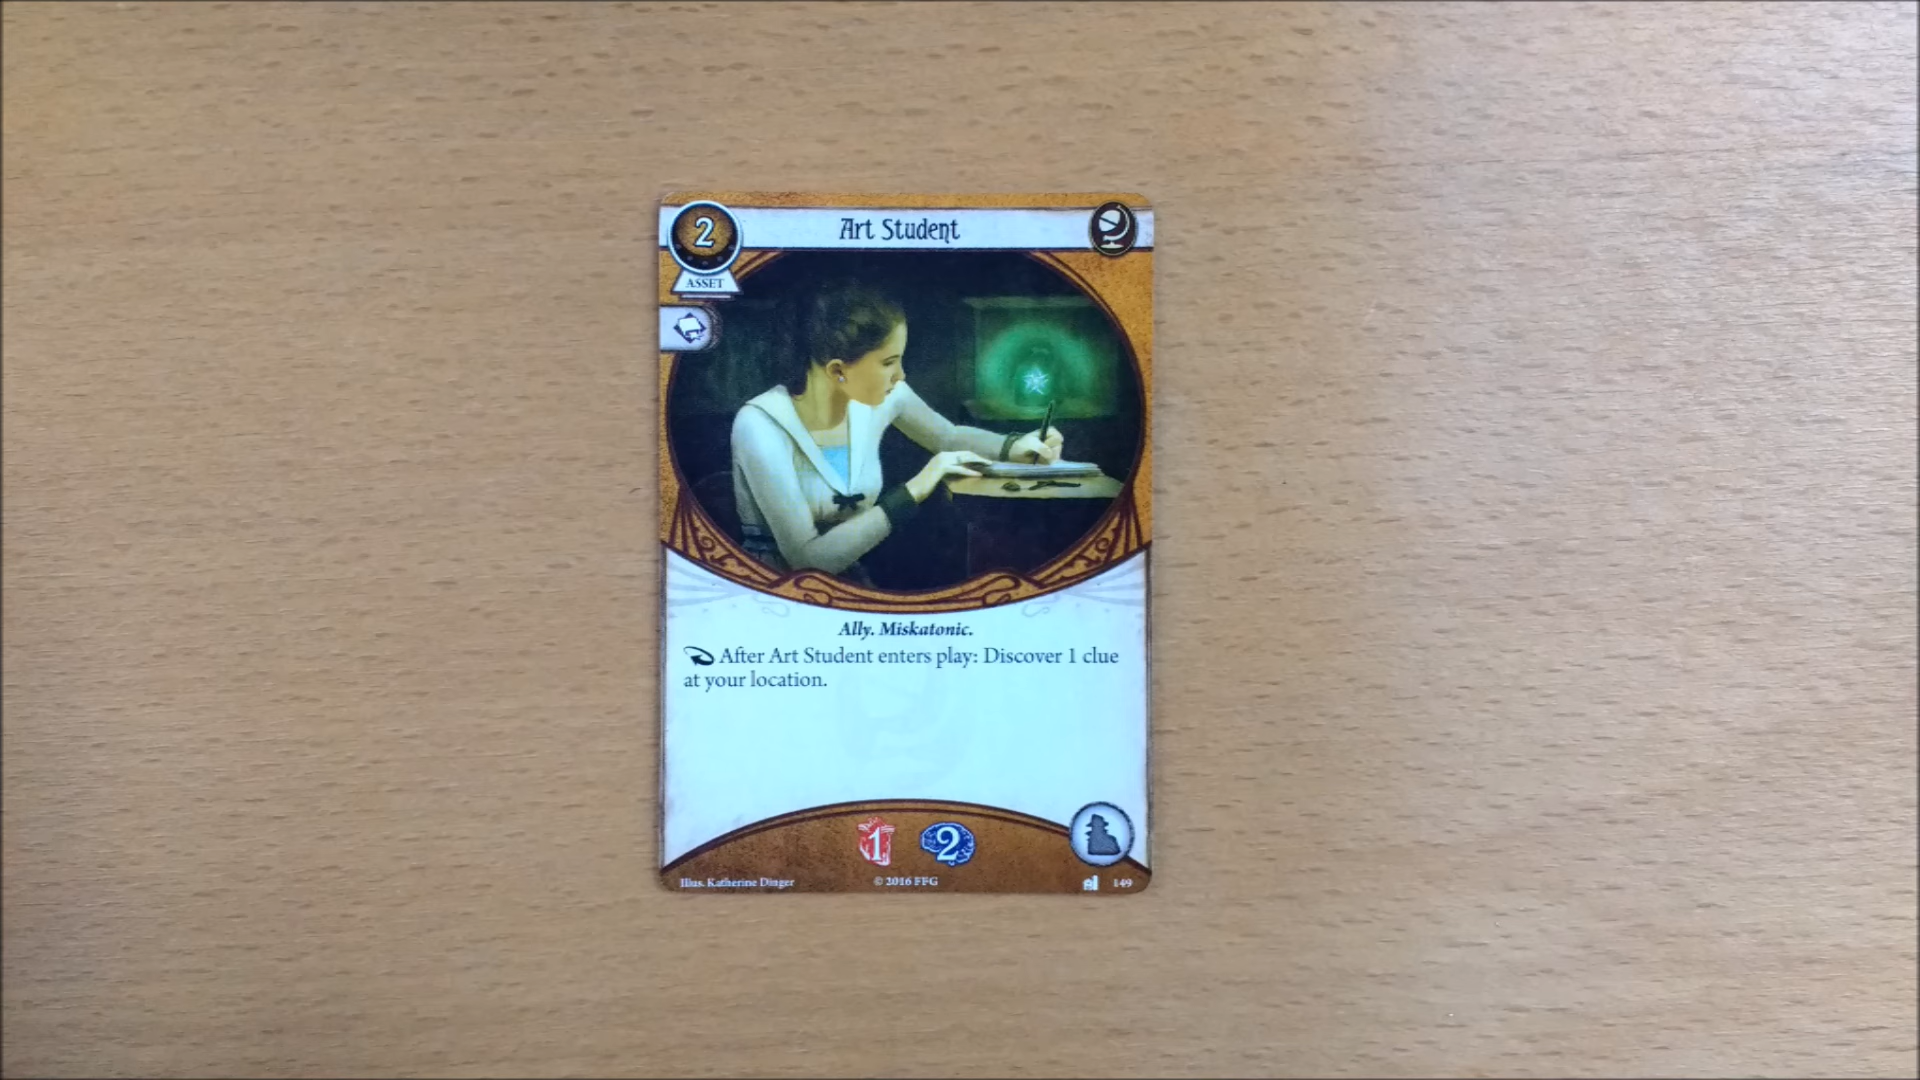 2
Art Student
ASSET
Ally. Miskatonic.
After Art Student enters play: Discover 1 clue
at your location.
1 2
Illus. Katherine Dinger © 2016 FFG 149